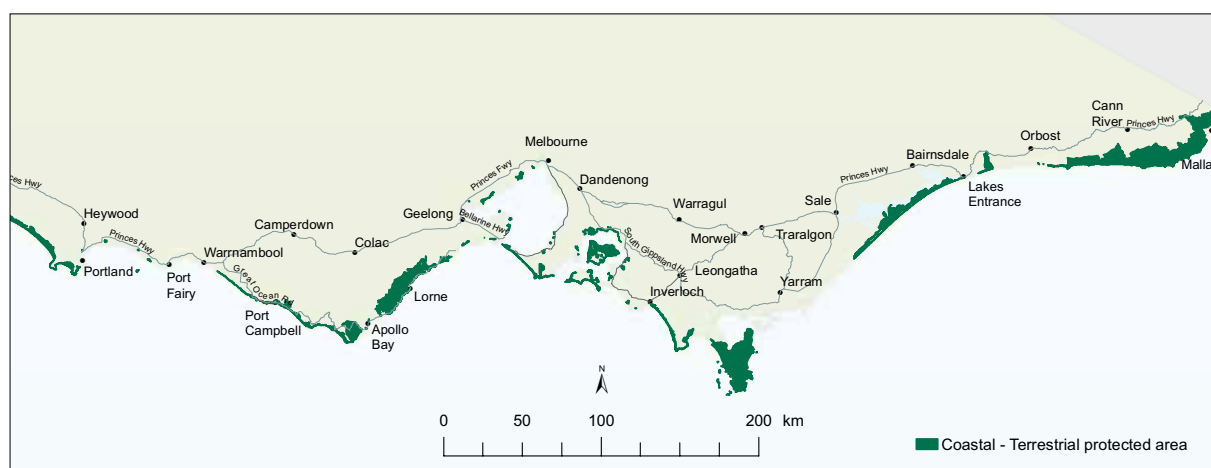 Cann
River
Princes Hwy
Orbost
Melbourne
Bairnsdale
Malla
Princes Hwy
Princes Fwy
Dandenong
Lakes
Entrance
Princes Hwy
Heywood
Camperdown
Geelong
Bellarine Hwy
Warragul
Sale
Princes Hwy
Warrnambool
Colac
South Gippsland Hwy
Morwell
Traralgon
Portland
Port
Fairy
Great Ocean Rd
Lorne
Leongatha
Inverloch
Yarram
Port
Campbell
Apollo
Bay
N
0 50 100 200 km
Coastal - Terrestrial protected area